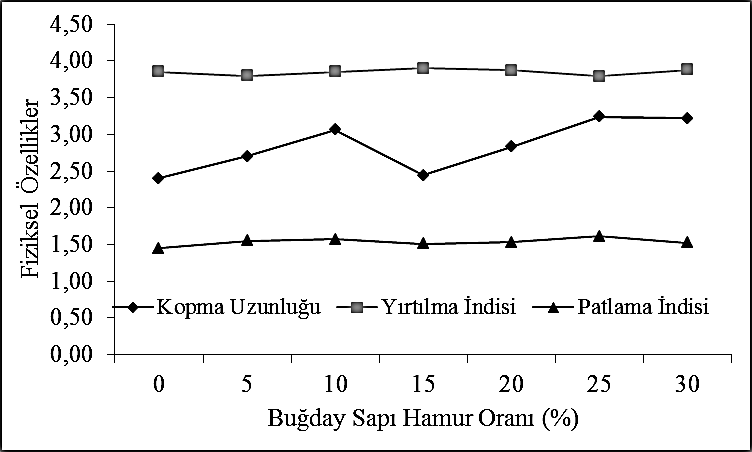 4,50
4,00
3,50
3,00
2,50
2,00
1,50
1,00
0,50
0,00
Fiziksel Özellikler
Kopma Uzunluğu Yırtılma İndisi Patlama İndisi
0 5 10 15 20 25 30
Buğday Sapı Hamur Oranı (%)